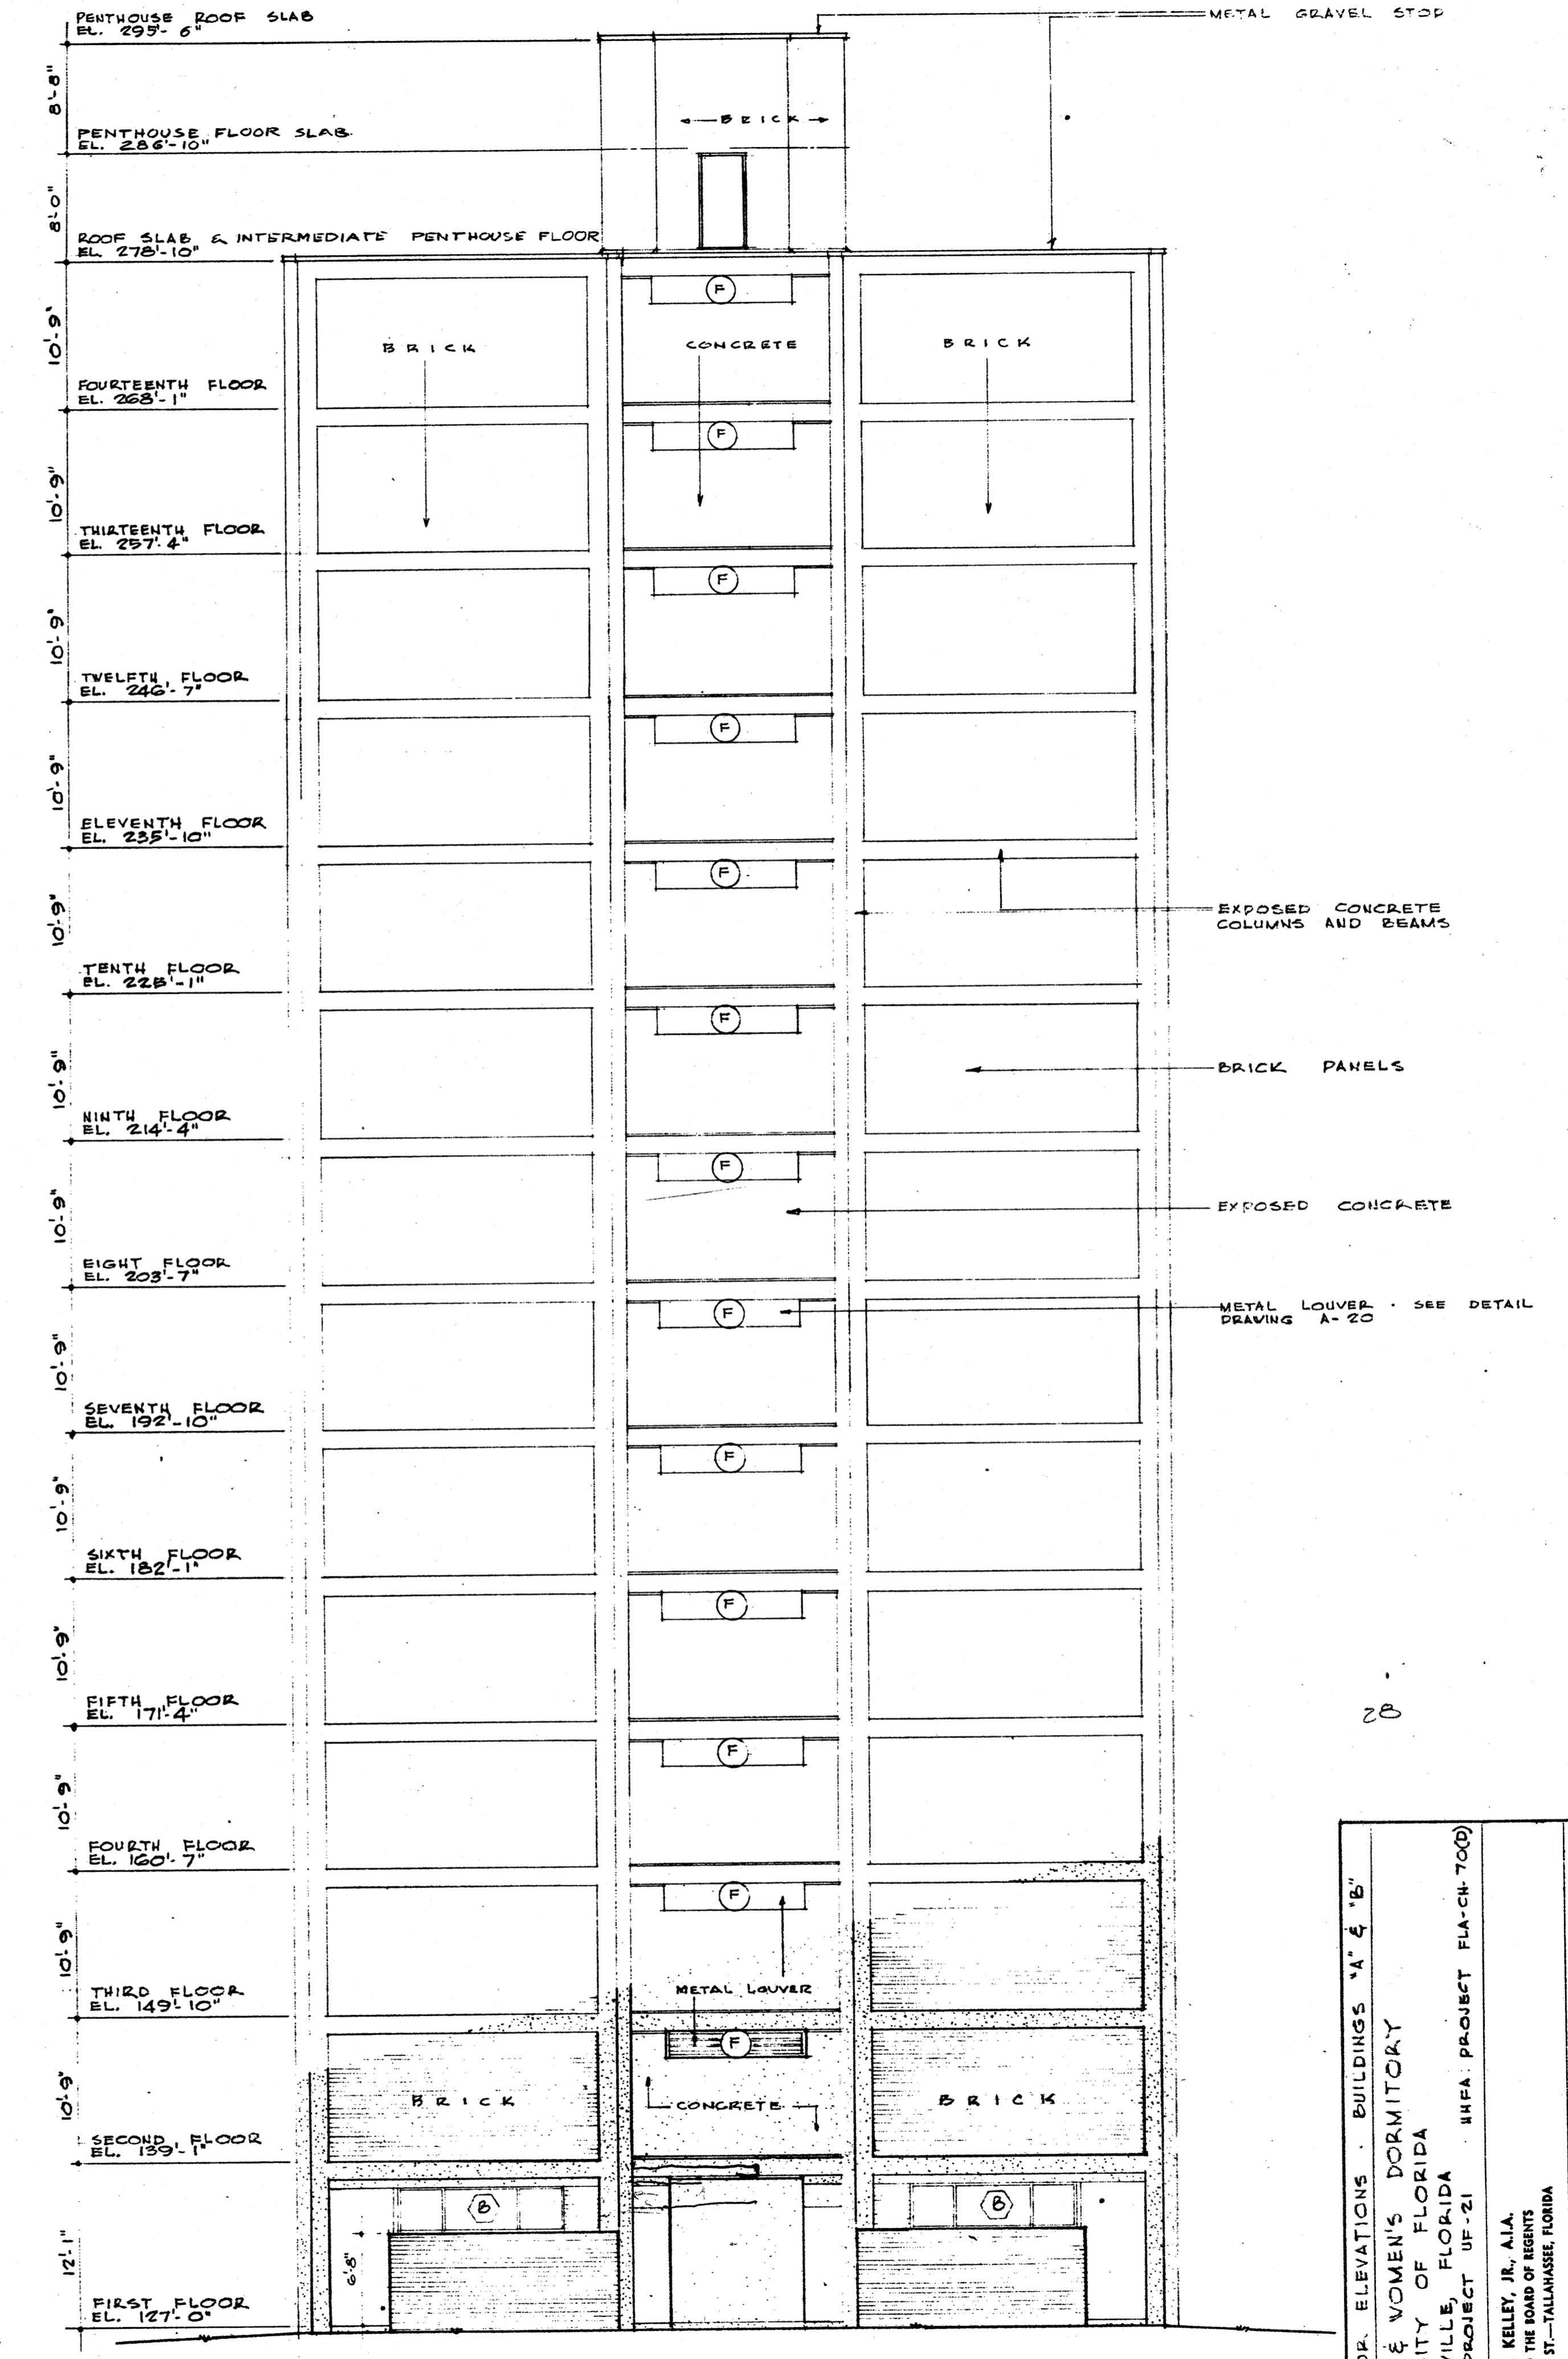 PENTHOUSE ROOF SLAB
EL. 295'- 6"
METAL GRAVEL STOP
8'-8"
BRICK
PENTHOUSE FLOOR SLAB
EL. 286'-10"
8'-0"
ROOF SLAB & INTERMEDIATE PENTHOUSE FLOOR
EL 278'-10"
F
10'-9"
BRICK
CONCRETE
BRICK
FOURTEENTH FLOOR
EL. 268'-1"
F
10'-9"
THIRTEENTH FLOOR
EL. 257'-4"
F
10'-9"
TWELFTH FLOOR
EL. 246'-7"
F
10'-9"
ELEVENTH FLOOR
EL. 235'-10"
F
10'-9"
EXPOSED CONCRETE
COLUMNS AND BEAMS
TENTH FLOOR
EL. 225'-1"
F
10'-9"
BRICK PANELS
NINTH FLOOR
EL. 214'-4"
F
10'-9"
EXPOSED CONCRETE
EIGHT FLOOR
EL. 203'-7"
F
METAL LOUVER · SEE DETAIL
DRAWING A-20
10'-9"
SEVENTH FLOOR
EL. 192'-10"
F
10'-9"
SIXTH FLOOR
EL. 182'-1"
F
10'-9"
FIFTH FLOOR
EL. 171'-4"
28
F
10'-9"
FOURTH FLOOR
EL. 160'-7"
F
10'-9"
METAL LOUVER
THIRD FLOOR
EL. 149'-10"
F
10'-9"
BRICK
CONCRETE
BRICK
SECOND FLOOR
EL. 139'-1"
B
B
12'-1"
6'-8"
FIRST FLOOR
EL. 127'-0"
OR. ELEVATIONS · BUILDINGS "A" & "B"
& WOMEN'S DORMITORY
ITY OF FLORIDA
VILLE, FLORIDA
PROJECT UF-21 · HHFA PROJECT FLA-CH-70(D)
KELLEY, JR., A.I.A.
THE BOARD OF REGENTS
ST.—TALLAHASSEE, FLORIDA